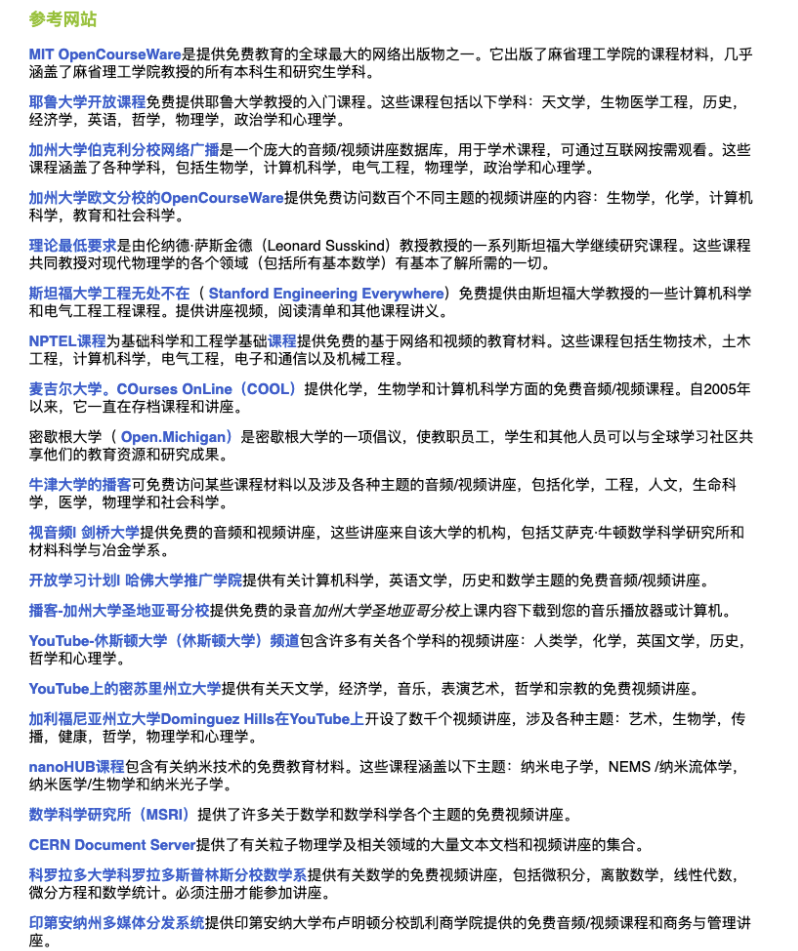 参考网站
MIT OpenCourseWare是提供免费教育的全球最大的网络出版物之一。它出版了麻省理工学院的课程材料，几乎
涵盖了麻省理工学院教授的所有本科生和研究生学科。
耶鲁大学开放课程免费提供耶鲁大学教授的入门课程。这些课程包括以下学科：天文学，生物医学工程，历史，
经济学，英语，哲学，物理学，政治学和心理学。
加州大学伯克利分校网络广播是一个庞大的音频/视频讲座数据库，用于学术课程，可通过互联网按需观看。这些
课程涵盖了各种学科，包括生物学，计算机科学，电气工程，物理学，政治学和心理学。
加州大学欧文分校的OpenCourseWare提供免费访问数百个不同主题的视频讲座的内容：生物学，化学，计算机
科学，教育和社会科学。
理论最低要求是由伦纳德·萨斯金德（Leonard Susskind）教授教授的一系列斯坦福大学继续研究课程。这些课程
共同教授对现代物理学的各个领域（包括所有基本数学）有基本了解所需的一切。
斯坦福大学工程无处不在（ Stanford Engineering Everywhere）免费提供由斯坦福大学教授的一些计算机科学
和电气工程工程课程。提供讲座视频，阅读清单和其他课程讲义。
NPTEL课程为基础科学和工程学基础课程提供免费的基于网络和视频的教育材料。这些课程包括生物技术，土木
工程，计算机科学，电气工程，电子和通信以及机械工程。
麦吉尔大学。COurses OnLine（COOL）提供化学，生物学和计算机科学方面的免费音频/视频课程。自2005年
以来，它一直在存档课程和讲座。
密歇根大学（ Open.Michigan）是密歇根大学的一项倡议，使教职员工，学生和其他人员可以与全球学习社区共
享他们的教育资源和研究成果。
牛津大学的播客可免费访问某些课程材料以及涉及各种主题的音频/视频讲座，包括化学，工程，人文，生命科
学，医学，物理学和社会科学。
视音频l 剑桥大学提供免费的音频和视频讲座，这些讲座来自该大学的机构，包括艾萨克·牛顿数学科学研究所和
材料科学与冶金学系。
开放学习计划l 哈佛大学推广学院提供有关计算机科学，英语文学，历史和数学主题的免费音频/视频讲座。
播客-加州大学圣地亚哥分校提供免费的录音加州大学圣地亚哥分校上课内容下载到您的音乐播放器或计算机。
YouTube-休斯顿大学（休斯顿大学）频道包含许多有关各个学科的视频讲座：人类学，化学，英国文学，历史，
哲学和心理学。
YouTube上的密苏里州立大学提供有关天文学，经济学，音乐，表演艺术，哲学和宗教的免费视频讲座。
加利福尼亚州立大学Dominguez Hills在YouTube上开设了数千个视频讲座，涉及各种主题：艺术，生物学，传
播，健康，哲学，物理学和心理学。
nanoHUB课程包含有关纳米技术的免费教育材料。这些课程涵盖以下主题：纳米电子学，NEMS /纳米流体学，
纳米医学/生物学和纳米光子学。
数学科学研究所（MSRI）提供了许多关于数学和数学科学各个主题的免费视频讲座。
CERN Document Server提供了有关粒子物理学及相关领域的大量文本文档和视频讲座的集合。
科罗拉多大学科罗拉多斯普林斯分校数学系提供有关数学的免费视频讲座，包括微积分，离散数学，线性代数，
微分方程和数学统计。必须注册才能参加讲座。
印第安纳州多媒体分发系统提供印第安纳大学布卢明顿分校凯利商学院提供的免费音频/视频课程和商务与管理讲
座。